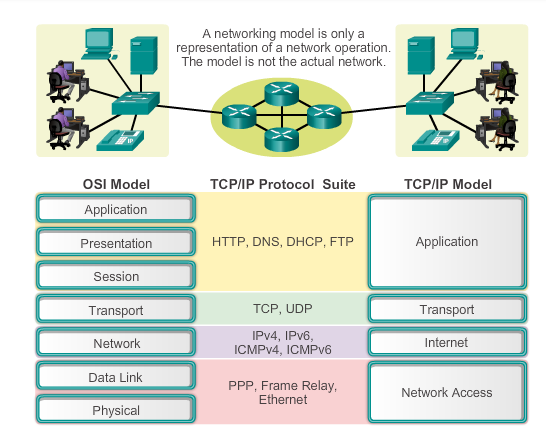 A networking model is only a
representation of a network operation.
The model is not the actual network.
OSI Model
TCP/IP Protocol Suite
TCP/IP Model
Application
Presentation
Session
HTTP, DNS, DHCP, FTP
Application
Transport
TCP, UDP
Transport
Network
IPv4, IPv6,
ICMPv4, ICMPv6
Internet
Data Link
Physical
PPP, Frame Relay,
Ethernet
Network Access